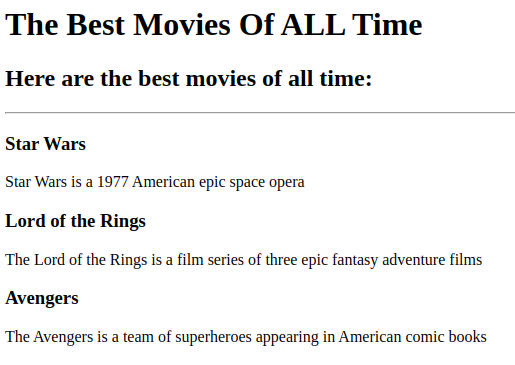 The Best Movies Of ALL Time
Here are the best movies of all time:
Star Wars
Star Wars is a 1977 American epic space opera
Lord of the Rings
The Lord of the Rings is a film series of three epic fantasy adventure films
Avengers
The Avengers is a team of superheroes appearing in American comic books